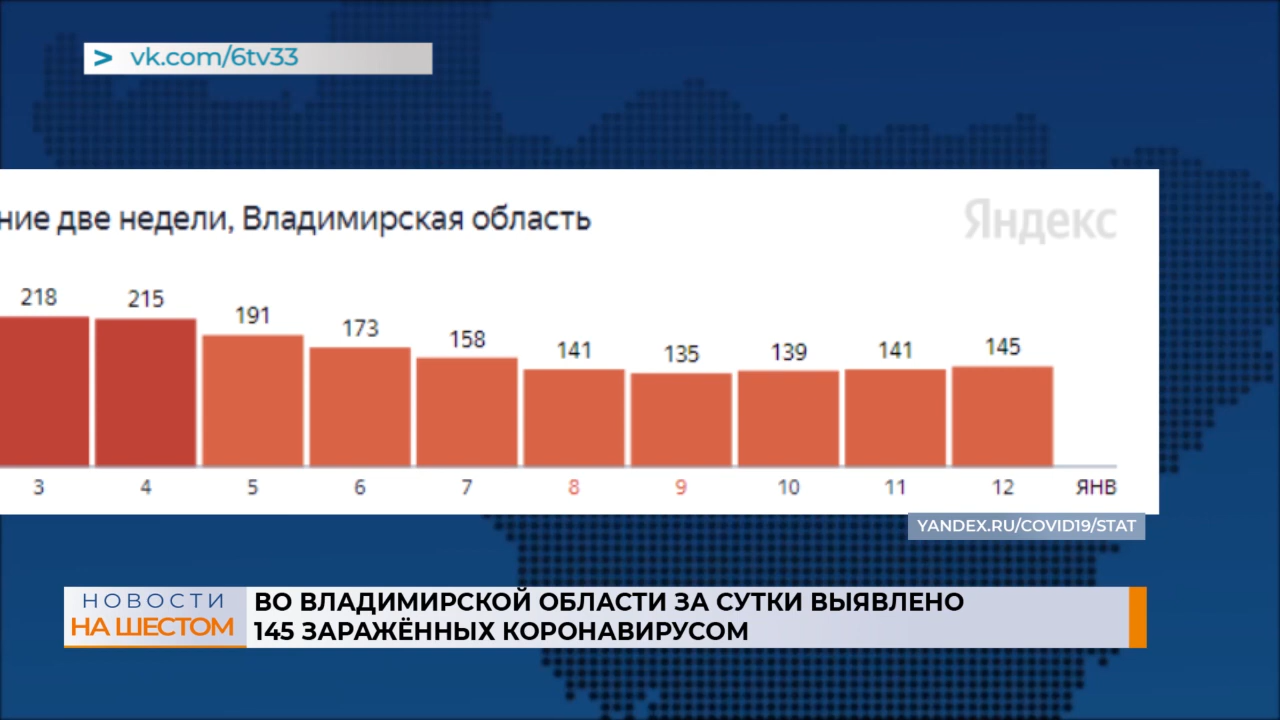 > vk.com/6tv33
две недели, Владимирская область
Яндекс
218 215 191 173 158 141 135 139 141 145
3 4 5 6 7 8 9 10 11 12 ЯНВ
YANDEX.RU/COVID19/STAT
НОВОСТИ
НА ШЕСТОМ
ВО ВЛАДИМИРСКОЙ ОБЛАСТИ ЗА СУТКИ ВЫЯВЛЕНО
145 ЗАРАЖЁННЫХ КОРОНАВИРУСОМ